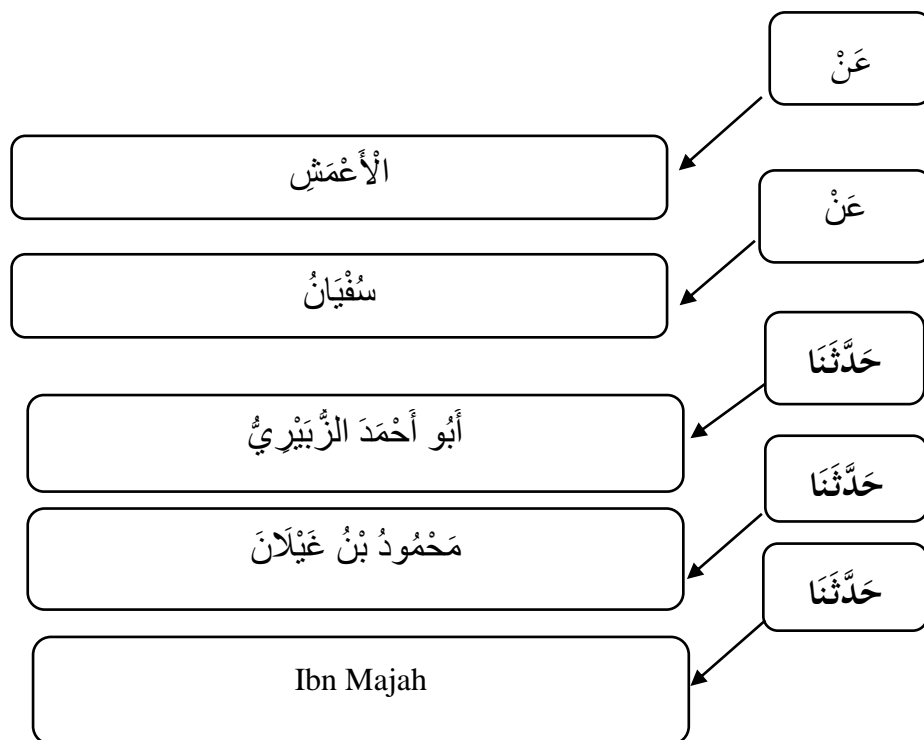 عَنْ
الْأَعْمَشِ
عَنْ
سُفْيَانُ
حَدَّثَنَا
أَبُو أَحْمَدَ الزُّبَيْرِيُّ
حَدَّثَنَا
مَحْمُودُ بْنُ غَيْلَانَ
حَدَّثَنَا
Ibn Majah